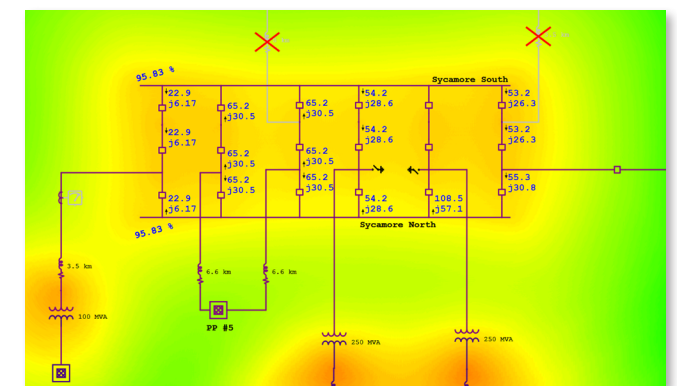 95.83 %
Sycamore South
22.9
j6.17
65.2
j30.5
65.2
j30.5
54.2
j28.6
53.2
j26.3
22.9
j6.17
65.2
j30.5
65.2
j30.5
54.2
j28.6
53.2
j26.3
65.2
j30.5
65.2
j30.5
55.3
j30.8
22.9
j6.17
54.2
j28.6
108.5
j57.1
95.83 %
Sycamore North
3.5 km
6.6 km
6.6 km
100 MVA
PP #5
250 MVA
250 MVA